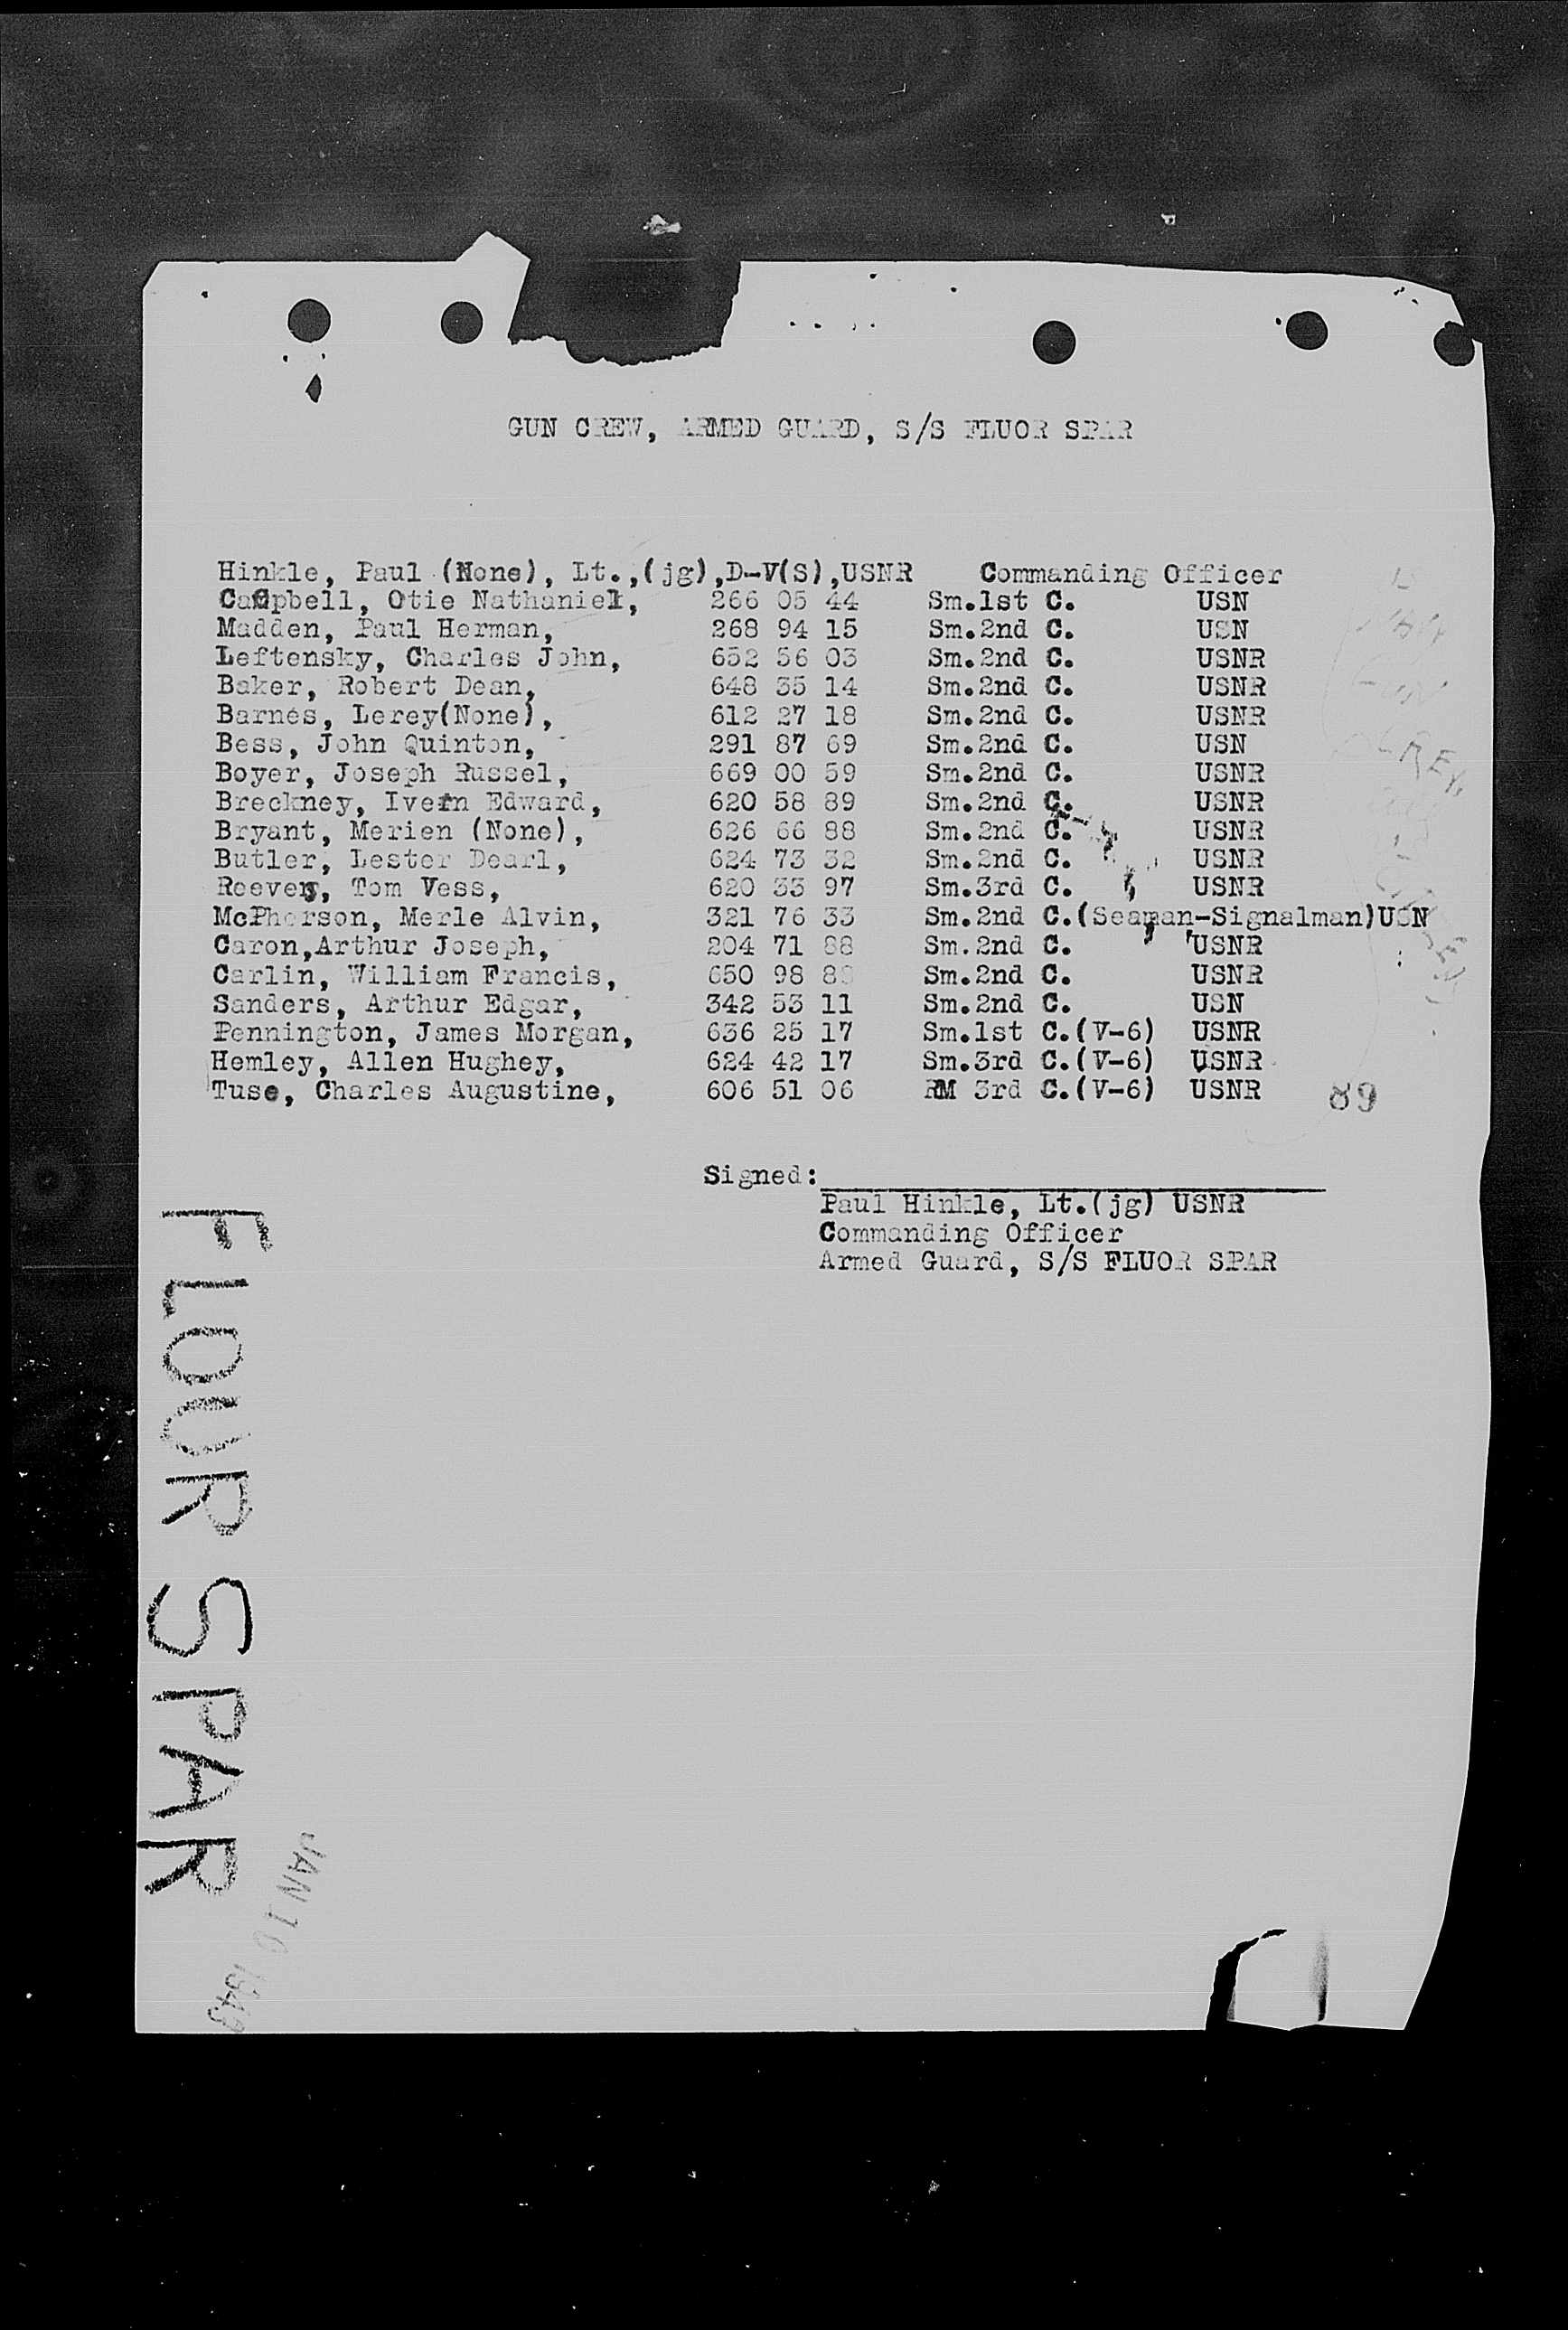 GUN CREW, ARMED GUARD, S/S FLUOR SPAR
Hinkle, Paul (None), Lt.,(jg),D-V(S),USNR Commanding Officer
Campbell, Otie Nathaniel, 266 05 44 Sm.1st C. USN
Madden, Paul Herman, 268 94 15 Sm.2nd C. USN
Leftensky, Charles John, 652 56 03 Sm.2nd C. USNR
Baker, Robert Dean, 648 35 14 Sm.2nd C. USNR
Barnes, Lerey(None), 612 27 18 Sm.2nd C. USNR
Bess, John Quinton, 291 87 69 Sm.2nd C. USN
Boyer, Joseph Russel, 669 00 59 Sm.2nd C. USNR
Breckney, Ivern Edward, 620 58 89 Sm.2nd C. USNR
Bryant, Merien (None), 626 66 88 Sm.2nd C. USNR
Butler, Lester Dearl, 624 73 32 Sm.2nd C. USNR
Reeves, Tom Vess, 620 33 97 Sm.3rd C. USNR
McPherson, Merle Alvin, 321 76 33 Sm.2nd C.(Seaman-Signalman)USN
Caron,Arthur Joseph, 204 71 88 Sm.2nd C. USNR
Carlin, William Francis, 650 98 Sm.2nd C. USNR
Sanders, Arthur Edgar, 342 53 11 Sm.2nd C. USN
Pennington, James Morgan, 636 25 17 Sm.1st C.(V-6) USNR
Hemley, Allen Hughey, 624 42 17 Sm.3rd C.(V-6) USNR
Tuse, Charles Augustine, 606 51 06 RM 3rd C.(V-6) USNR
89
Signed:
Paul Hinkle, Lt.(jg) USNR
Commanding Officer
Armed Guard, S/S FLUOR SPAR
FLOUR SPAR
JAN 10 1943